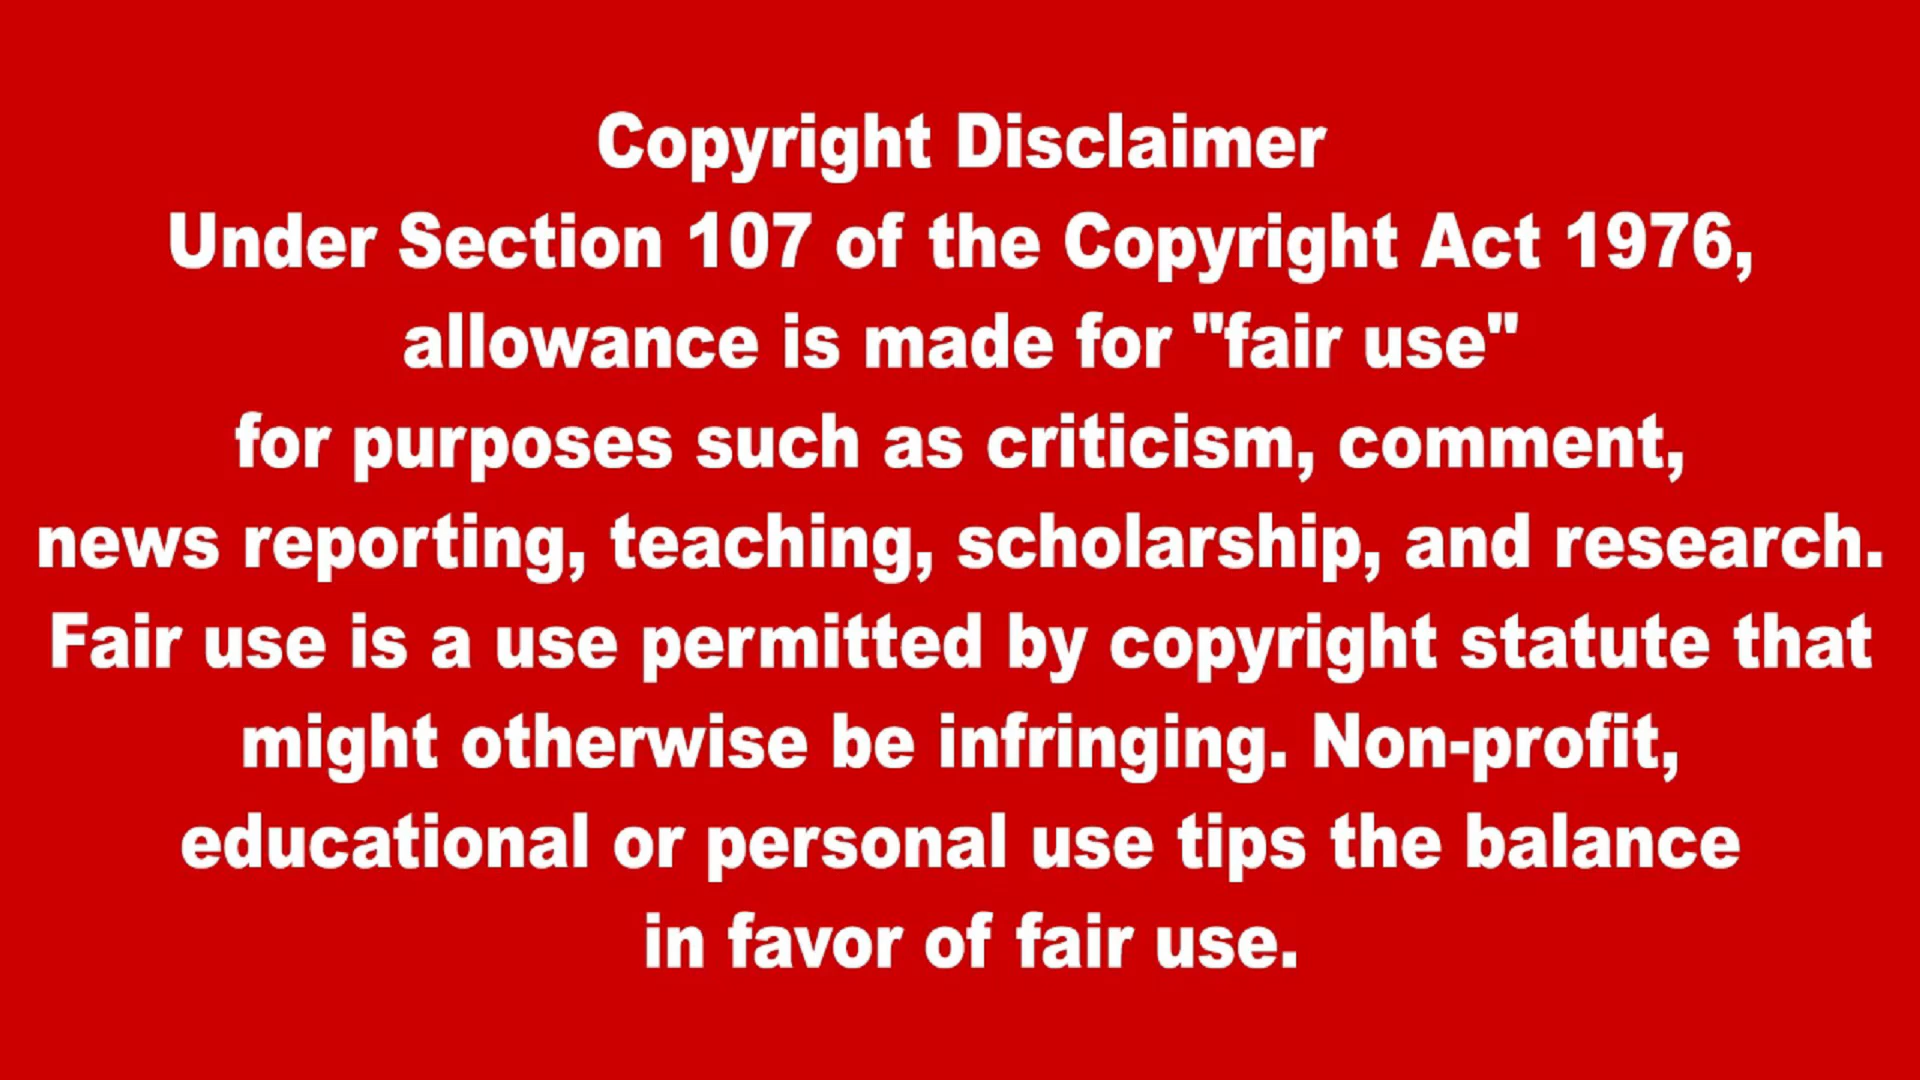 Copyright Disclaimer
Under Section 107 of the Copyright Act 1976,
allowance is made for "fair use"
for purposes such as criticism, comment,
news reporting, teaching, scholarship, and research.
Fair use is a use permitted by copyright statute that
might otherwise be infringing. Non-profit,
educational or personal use tips the balance
in favor of fair use.